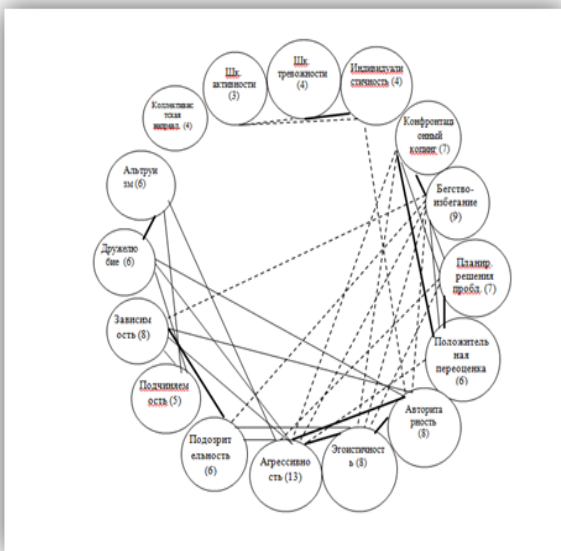 Шк.
активности
(3)
Шк.
тревожности
(4)
Индивидуали
стичность (4)
Коллективис
тская
направл. (4)
Конфронтац
ионный
копинг (7)
Бегство-
избегание
(9)
Планир.
решения
пробл. (7)
Положитель
ная
переоценка
(6)
Авторита
рность
(8)
Эгоистичност
ь (8)
Агрессивно
сть (13)
Подозрит
ельность
(6)
Подчиняем
ость (5)
Зависим
ость (8)
Дружелю
бие (6)
Альтруи
зм (6)